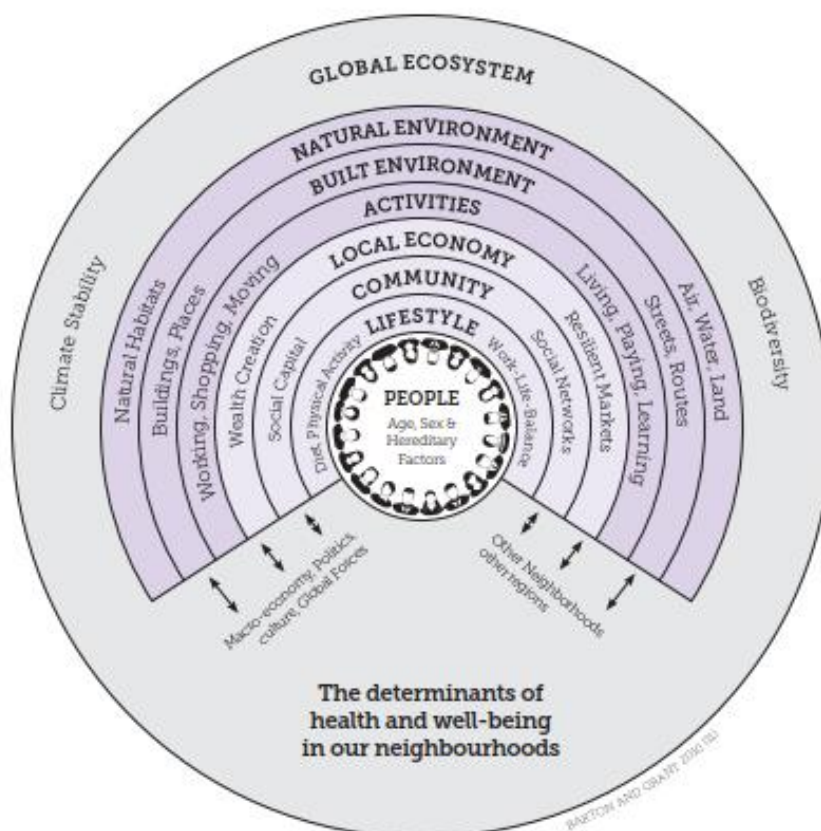 GLOBAL ECOSYSTEM
NATURAL ENVIRONMENT
BUILT ENVIRONMENT
ACTIVITIES
LOCAL ECONOMY
COMMUNITY
LIFESTYLE
PEOPLE
Age, Sex &
Hereditary
Factors
Climate Stability
Natural Habitats
Buildings, Places
Working, Shopping, Moving
Wealth Creation
Social Capital
Diet, Physical Activity
Work-Life-Balance
Social Networks
Resilient Markets
Living, Playing, Learning
Streets, Routes
Air, Water, Land
Biodiversity
Macro-economy, Politics,
culture, Global Forces
Other Neighborhoods
other regions
The determinants of
health and well-being
in our neighbourhoods
BARTON AND GRANT 2010